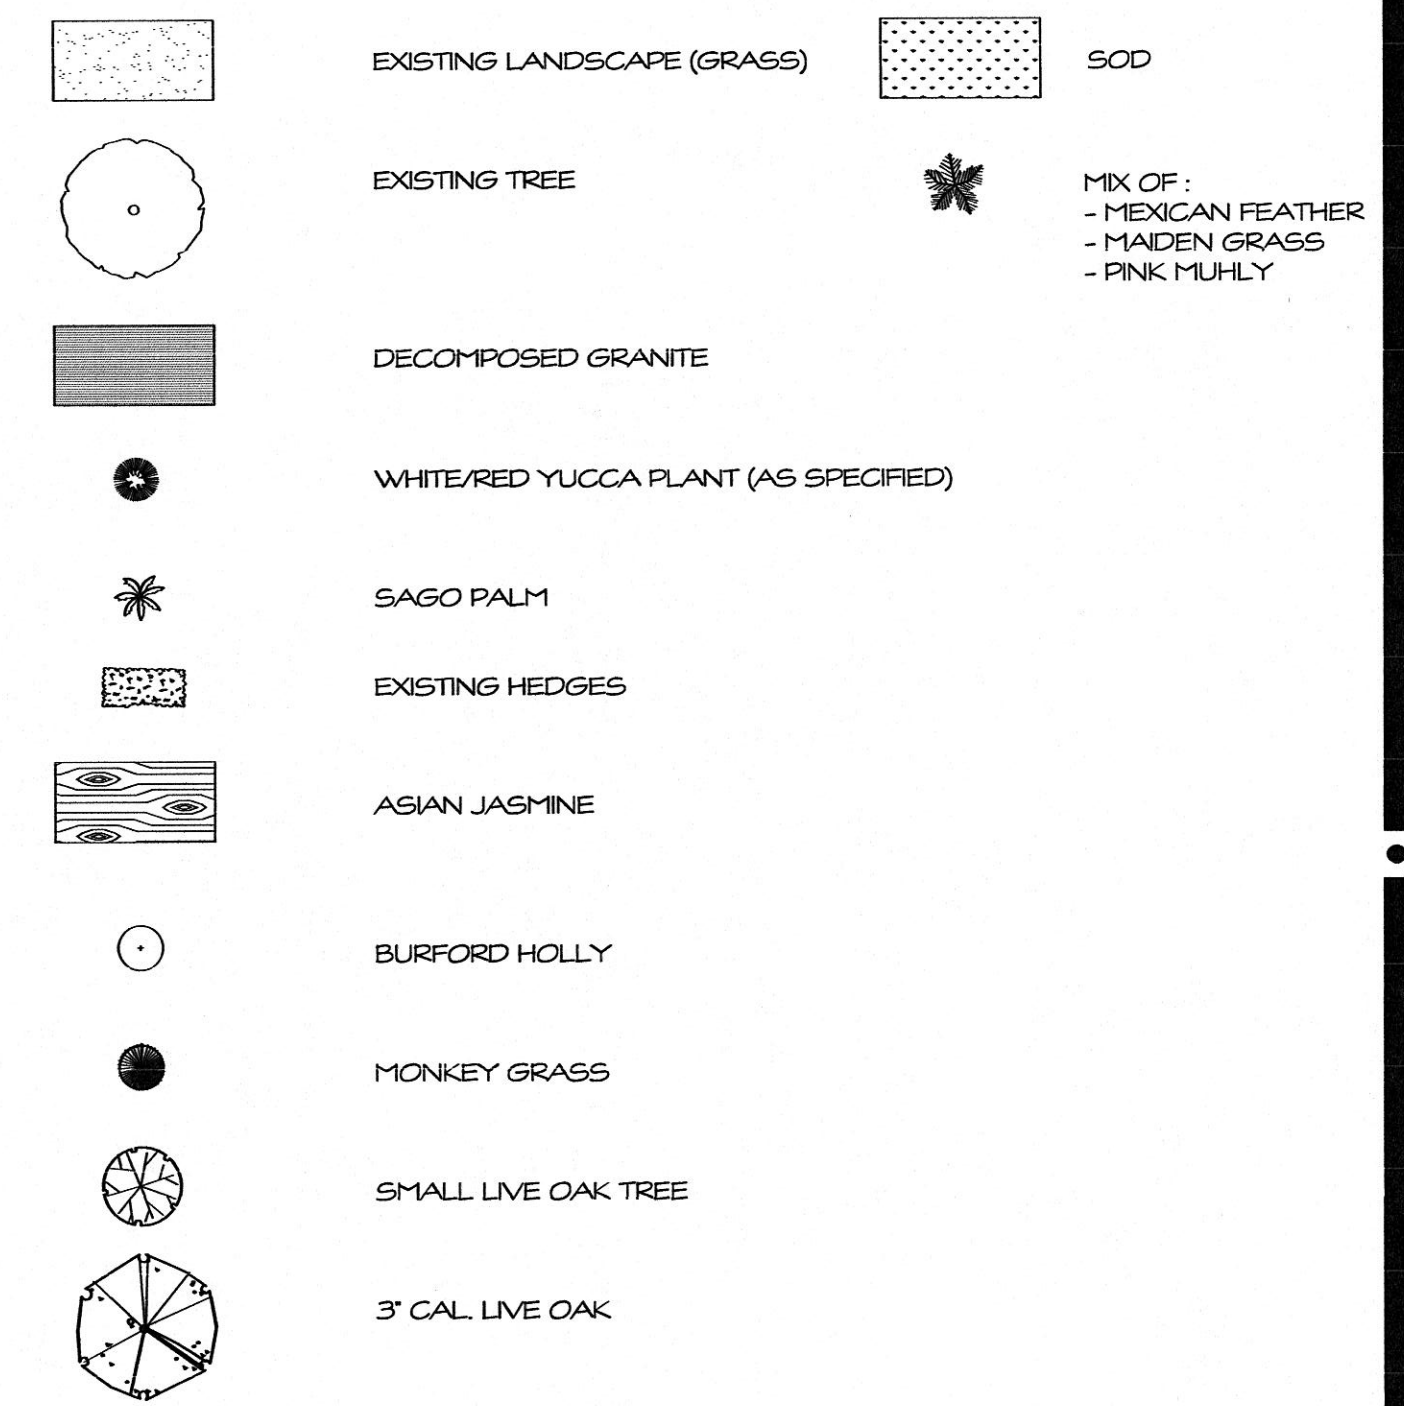 EXISTING LANDSCAPE (GRASS)
EXISTING TREE
DECOMPOSED GRANITE
WHITE/RED YUCCA PLANT (AS SPECIFIED)
SAGO PALM
EXISTING HEDGES
ASIAN JASMINE
BURFORD HOLLY
MONKEY GRASS
SMALL LIVE OAK TREE
3" CAL. LIVE OAK
SOD
MIX OF :
- MEXICAN FEATHER
- MAIDEN GRASS
- PINK MUHLY